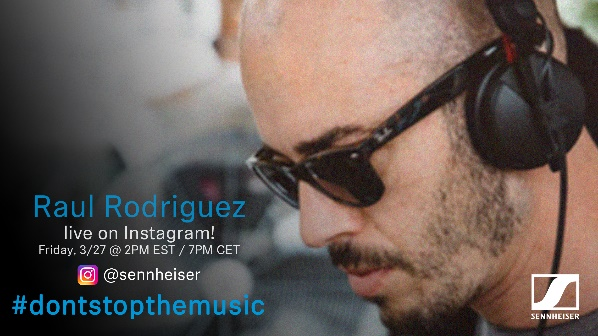 Raul Rodriguez
live on Instagram!
Friday, 3/27 @ 2PM EST / 7PM CET
@sennheiser
#dontstopthemusic
SENNHEISER